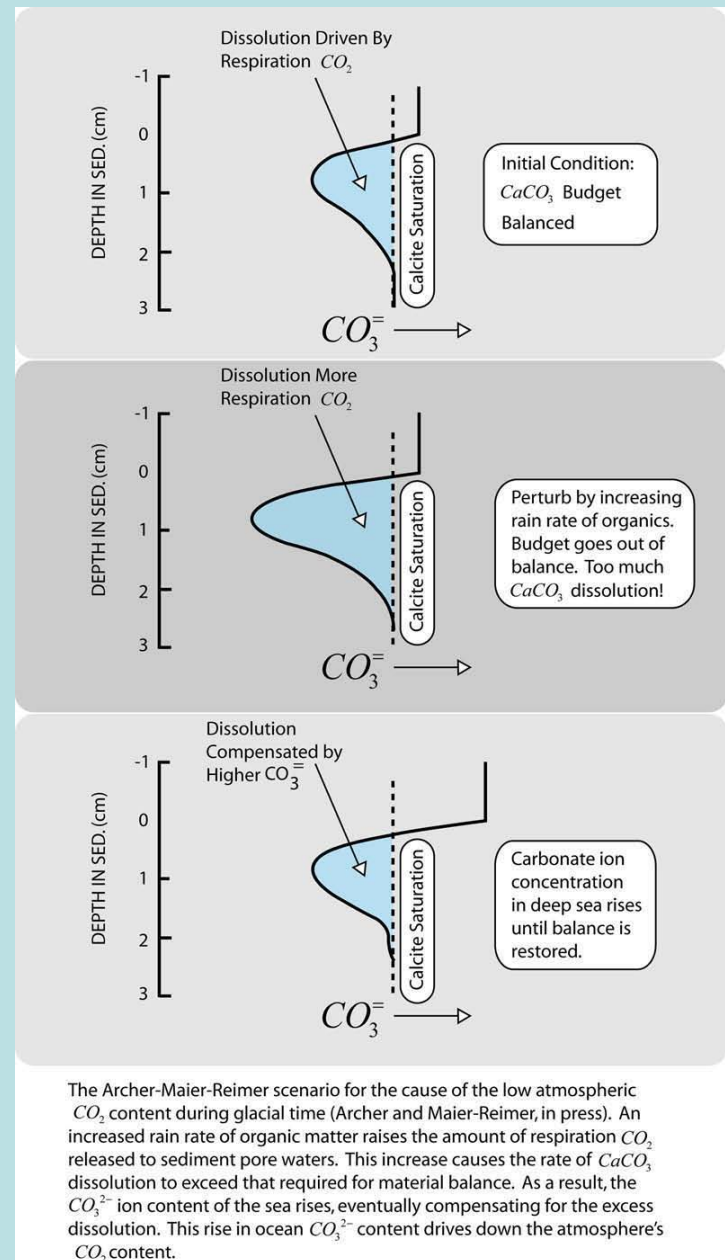 Dissolution Driven By
Respiration CO₂
-1
0
1
2
3
DEPTH IN SED. (cm)
Calcite Saturation
CO₃⁼
Initial Condition:
CaCO₃ Budget
Balanced
Dissolution More
Respiration CO₂
-1
0
1
2
3
DEPTH IN SED. (cm)
Calcite Saturation
CO₃⁼
Perturb by increasing
rain rate of organics.
Budget goes out of
balance. Too much
CaCO₃ dissolution!
Dissolution
Compensated by
Higher CO₃⁼
-1
0
1
2
3
DEPTH IN SED. (cm)
Calcite Saturation
CO₃⁼
Carbonate ion
concentration
in deep sea rises
until balance is
restored.
The Archer-Maier-Reimer scenario for the cause of the low atmospheric
CO₂ content during glacial time (Archer and Maier-Reimer, in press). An
increased rain rate of organic matter raises the amount of respiration CO₂
released to sediment pore waters. This increase causes the rate of CaCO₃
dissolution to exceed that required for material balance. As a result, the
CO₃²⁻ ion content of the sea rises, eventually compensating for the excess
dissolution. This rise in ocean CO₃²⁻ content drives down the atmosphere's
CO₂ content.